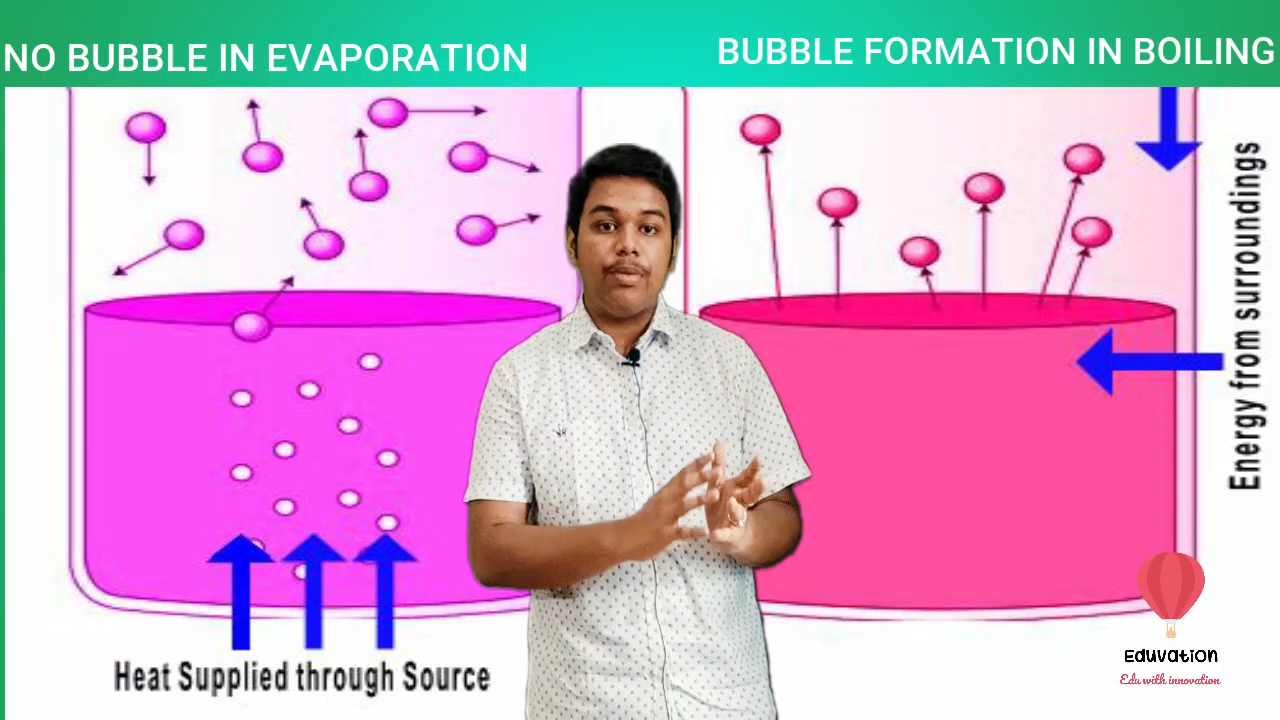 NO BUBBLE IN EVAPORATION
BUBBLE FORMATION IN BOILING
Energy from surroundings
Heat Supplied through Source
EDUVATION
Edu with innovation